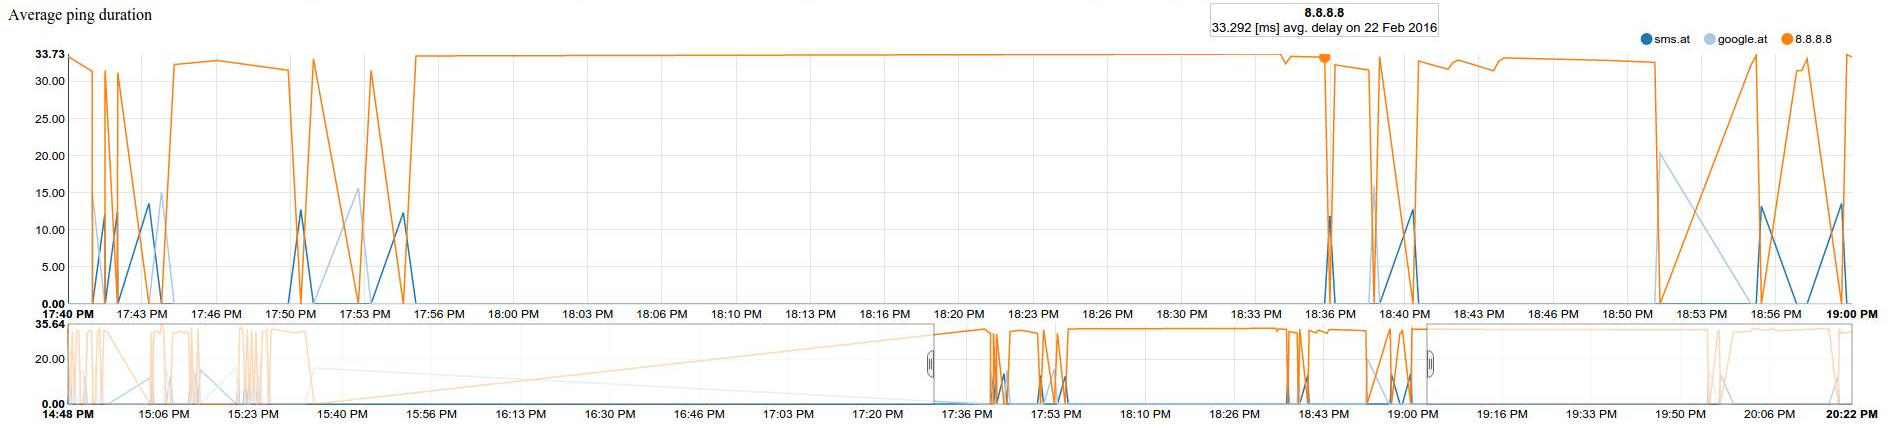 Average ping duration
8.8.8.8
33.292 [ms] avg. delay on 22 Feb 2016
sms.at google.at 8.8.8.8
33.73
30.00
25.00
20.00
15.00
10.00
5.00
0.00
17:40 PM 17:43 PM 17:46 PM 17:50 PM 17:53 PM 17:56 PM 18:00 PM 18:03 PM 18:06 PM 18:10 PM 18:13 PM 18:16 PM 18:20 PM 18:23 PM 18:26 PM 18:30 PM 18:33 PM 18:36 PM 18:40 PM 18:43 PM 18:46 PM 18:50 PM 18:53 PM 18:56 PM 19:00 PM
35.64
20.00
0.00
14:48 PM 15:06 PM 15:23 PM 15:40 PM 15:56 PM 16:13 PM 16:30 PM 16:46 PM 17:03 PM 17:20 PM 17:36 PM 17:53 PM 18:10 PM 18:26 PM 18:43 PM 19:00 PM 19:16 PM 19:33 PM 19:50 PM 20:06 PM 20:22 PM